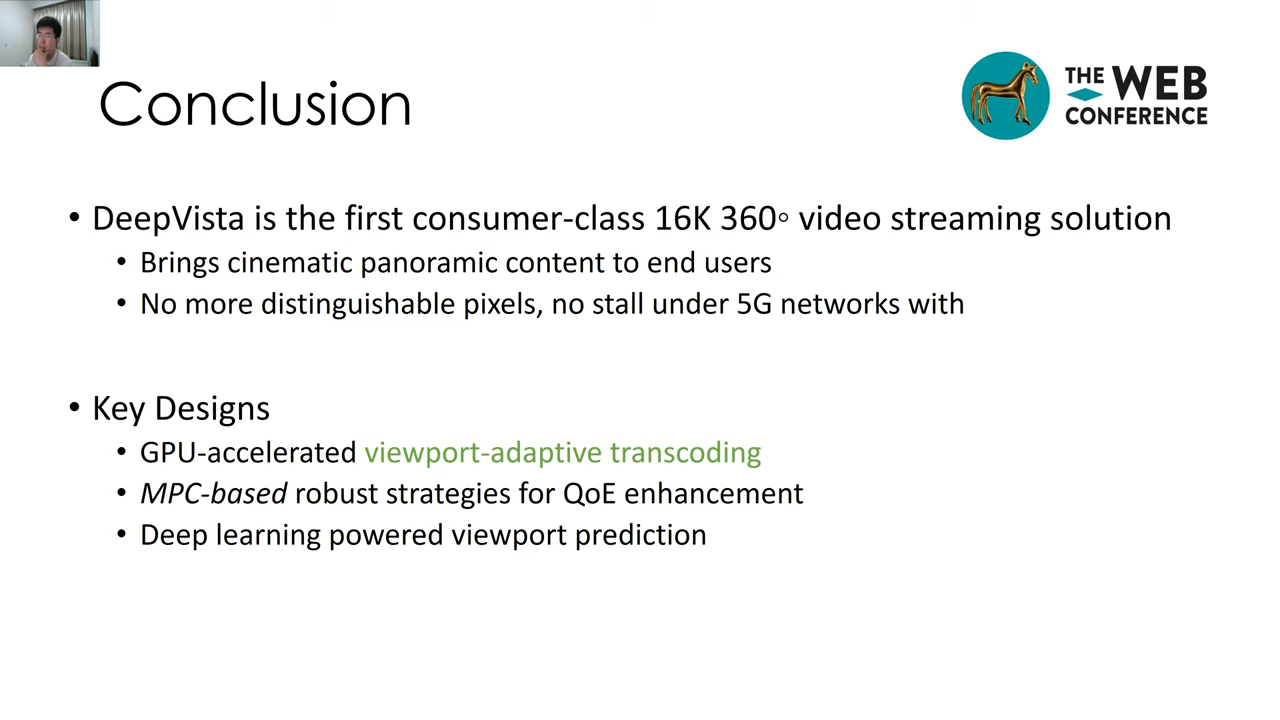 Conclusion
THE WEB
CONFERENCE
• DeepVista is the first consumer-class 16K 360° video streaming solution
• Brings cinematic panoramic content to end users
• No more distinguishable pixels, no stall under 5G networks with
• Key Designs
• GPU-accelerated viewport-adaptive transcoding
• MPC-based robust strategies for QoE enhancement
• Deep learning powered viewport prediction